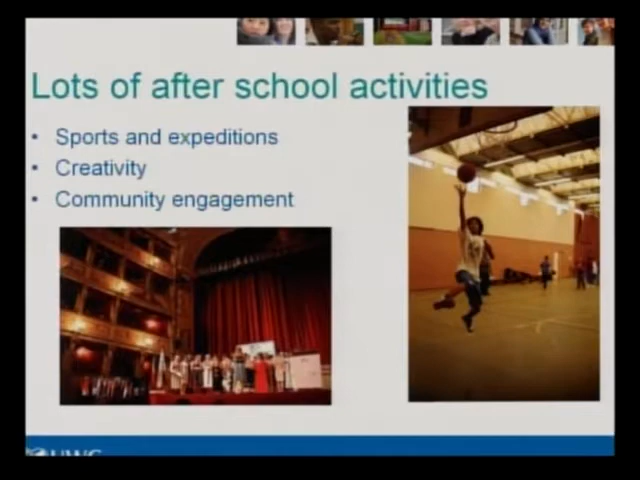 Lots of after school activities
• Sports and expeditions
• Creativity
• Community engagement